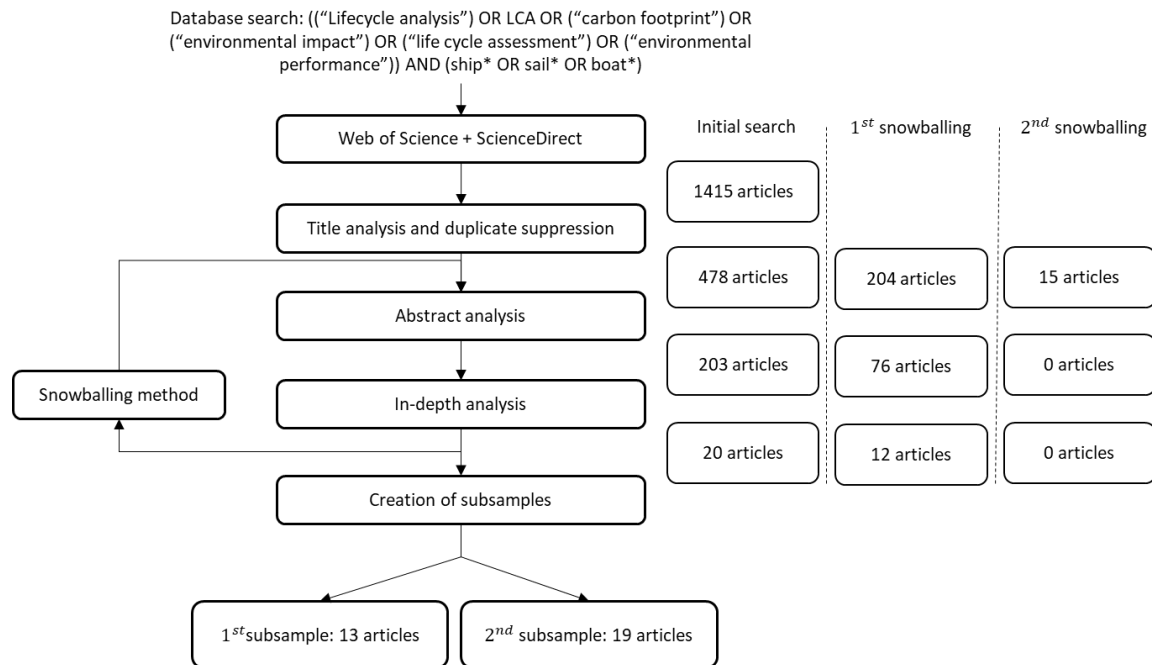 Database search: ((“Lifecycle analysis”) OR LCA OR (“carbon footprint”) OR
(“environmental impact”) OR (“life cycle assessment”) OR (“environmental
performance”)) AND (ship* OR sail* OR boat*)
Web of Science + ScienceDirect
Initial search
1st snowballing
2nd snowballing
1415 articles
Title analysis and duplicate suppression
478 articles
204 articles
15 articles
Abstract analysis
203 articles
76 articles
0 articles
Snowballing method
In-depth analysis
20 articles
12 articles
0 articles
Creation of subsamples
1st subsample: 13 articles
2nd subsample: 19 articles